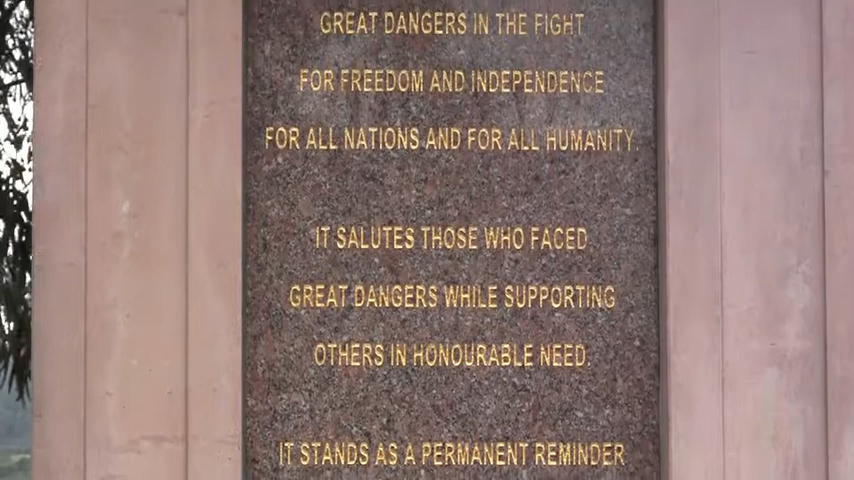 GREAT DANGERS IN THE FIGHT
FOR FREEDOM AND INDEPENDENCE
FOR ALL NATIONS AND FOR ALL HUMANITY.
IT SALUTES THOSE WHO FACED
GREAT DANGERS WHILE SUPPORTING
OTHERS IN HONOURABLE NEED.
IT STANDS AS A PERMANENT REMINDER